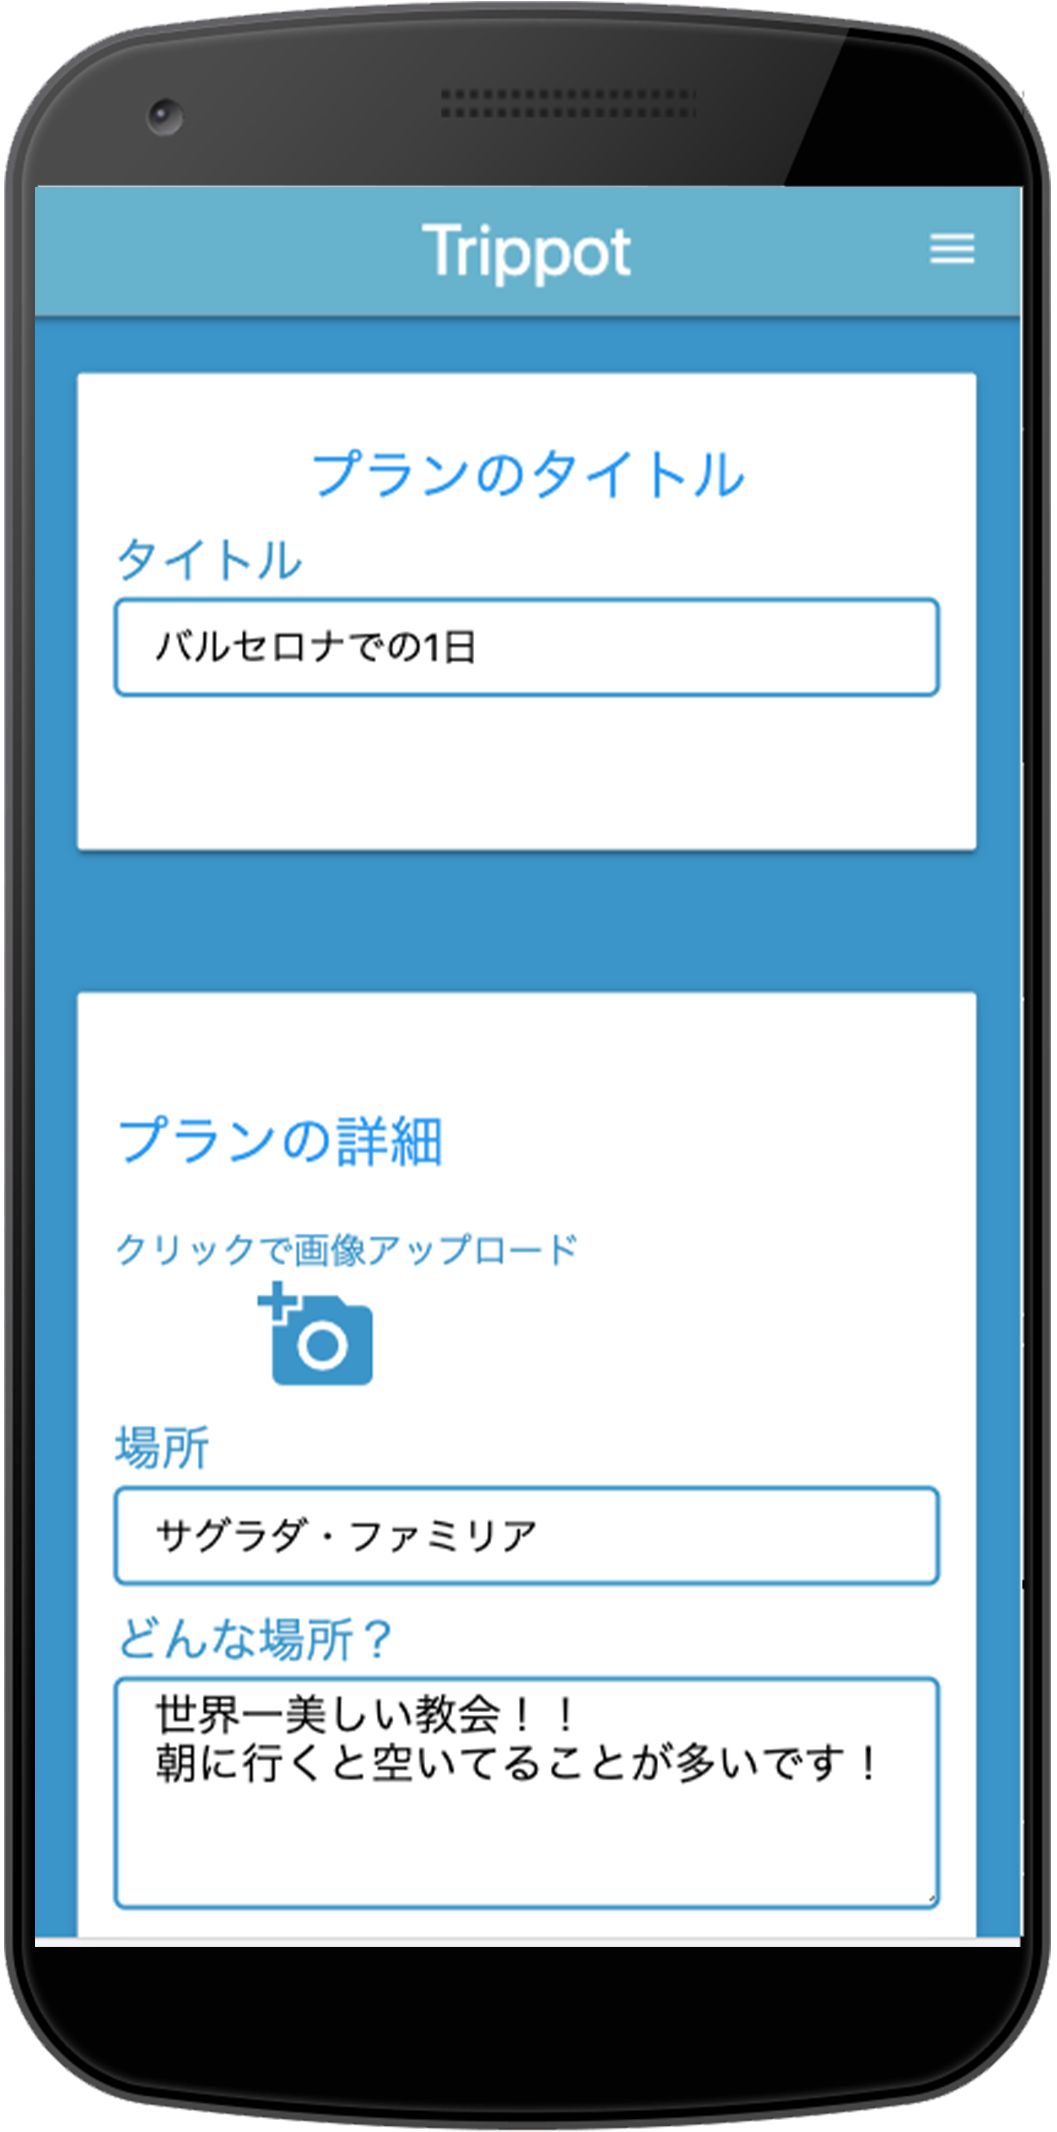 Trippot
プランのタイトル
タイトル
バルセロナでの1日
プランの詳細
クリックで画像アップロード
場所
サグラダ・ファミリア
どんな場所？
世界一美しい教会！！
朝に行くと空いてることが多いです！